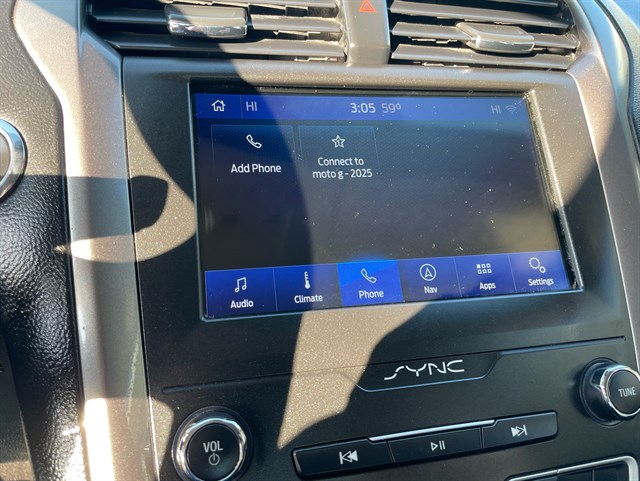 HI 3:05 59° HI
Add Phone
1
Connect to
moto g - 2025
Audio Climate Phone Nav Apps Settings
SYNC
VOL
TUNE